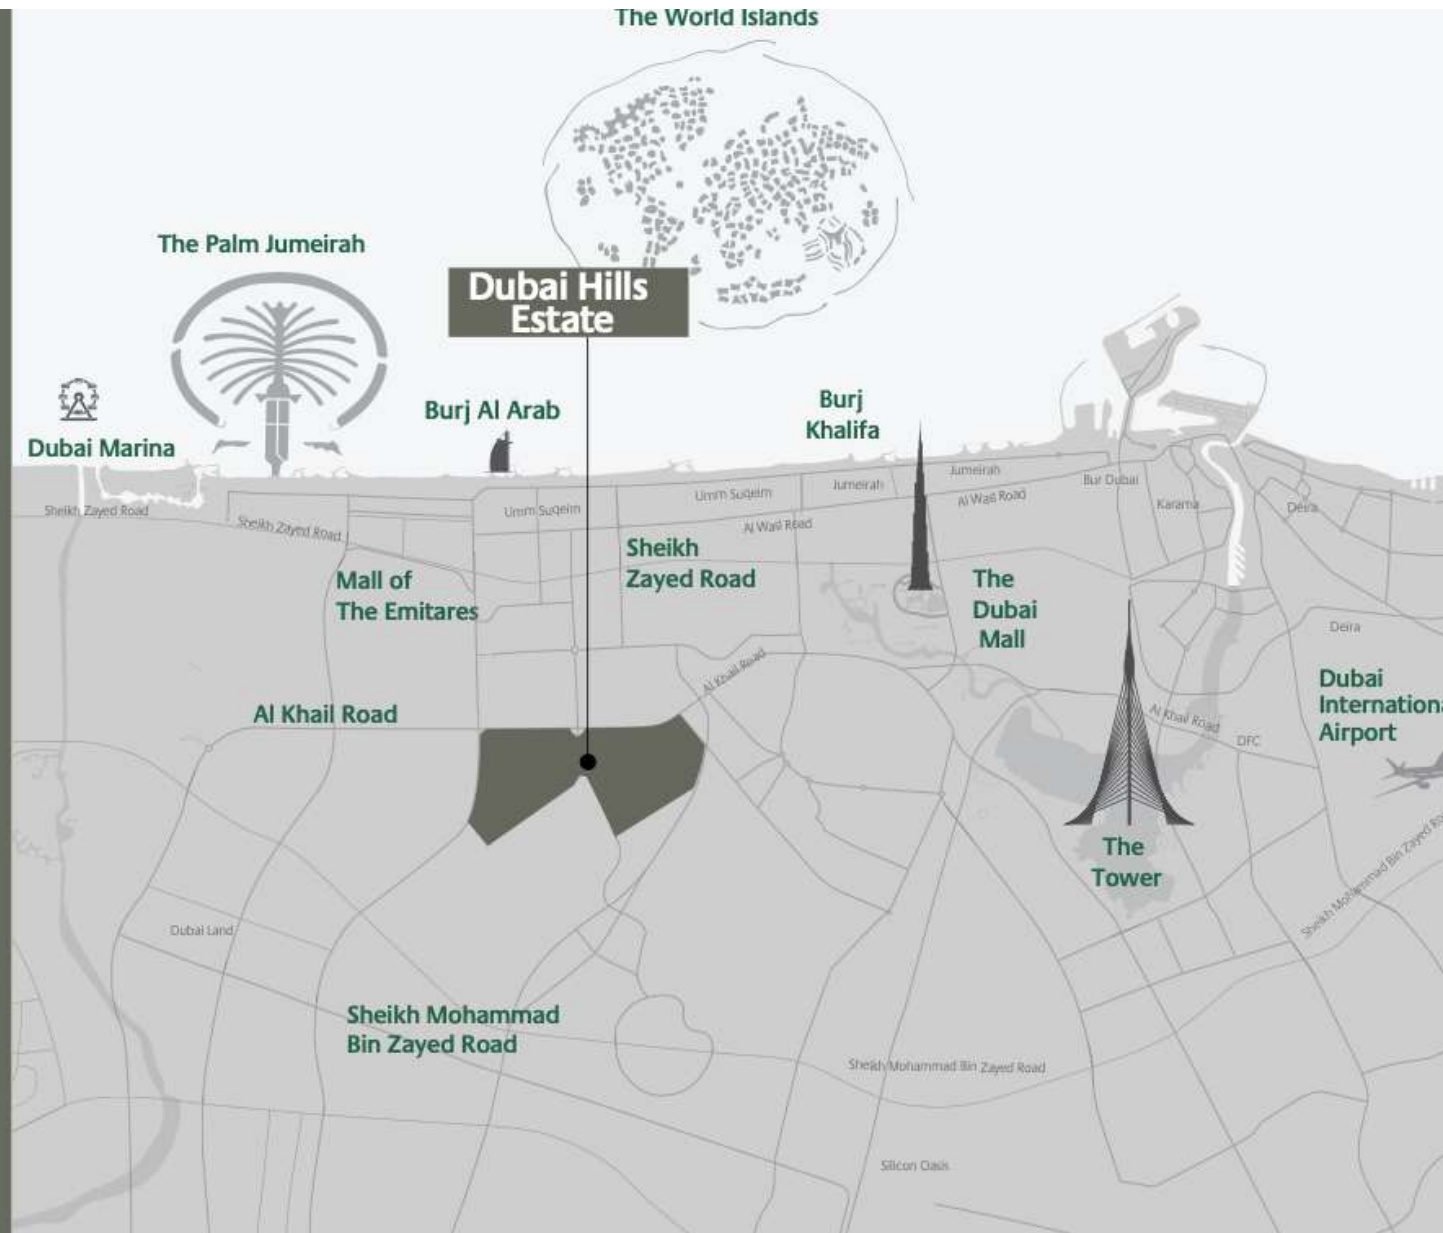 The World Islands
The Palm Jumeirah
Dubai Hills
Estate
Burj Al Arab
Burj
Khalifa
Dubai Marina
Sheikh Zayed Road
Sheikh Zayed Road
Umm Suqeim
Umm Suqeim
Jumeirah
Jumeirah
Al Wasl Road
Al Wasl Road
Bur Dubai
Karama
Deira
Sheikh
Zayed Road
Mall of
The Emitares
The
Dubai
Mall
Deira
Dubai
Internationa
Airport
Al Khail Road
Al Khail Road
Al Khail Road
DFC
The
Tower
Sheikh Mohammad Bin Zayed Ro
Dubai Land
Sheikh Mohammad
Bin Zayed Road
Sheikh Mohammad Bin Zayed Road
Silicon Oasis